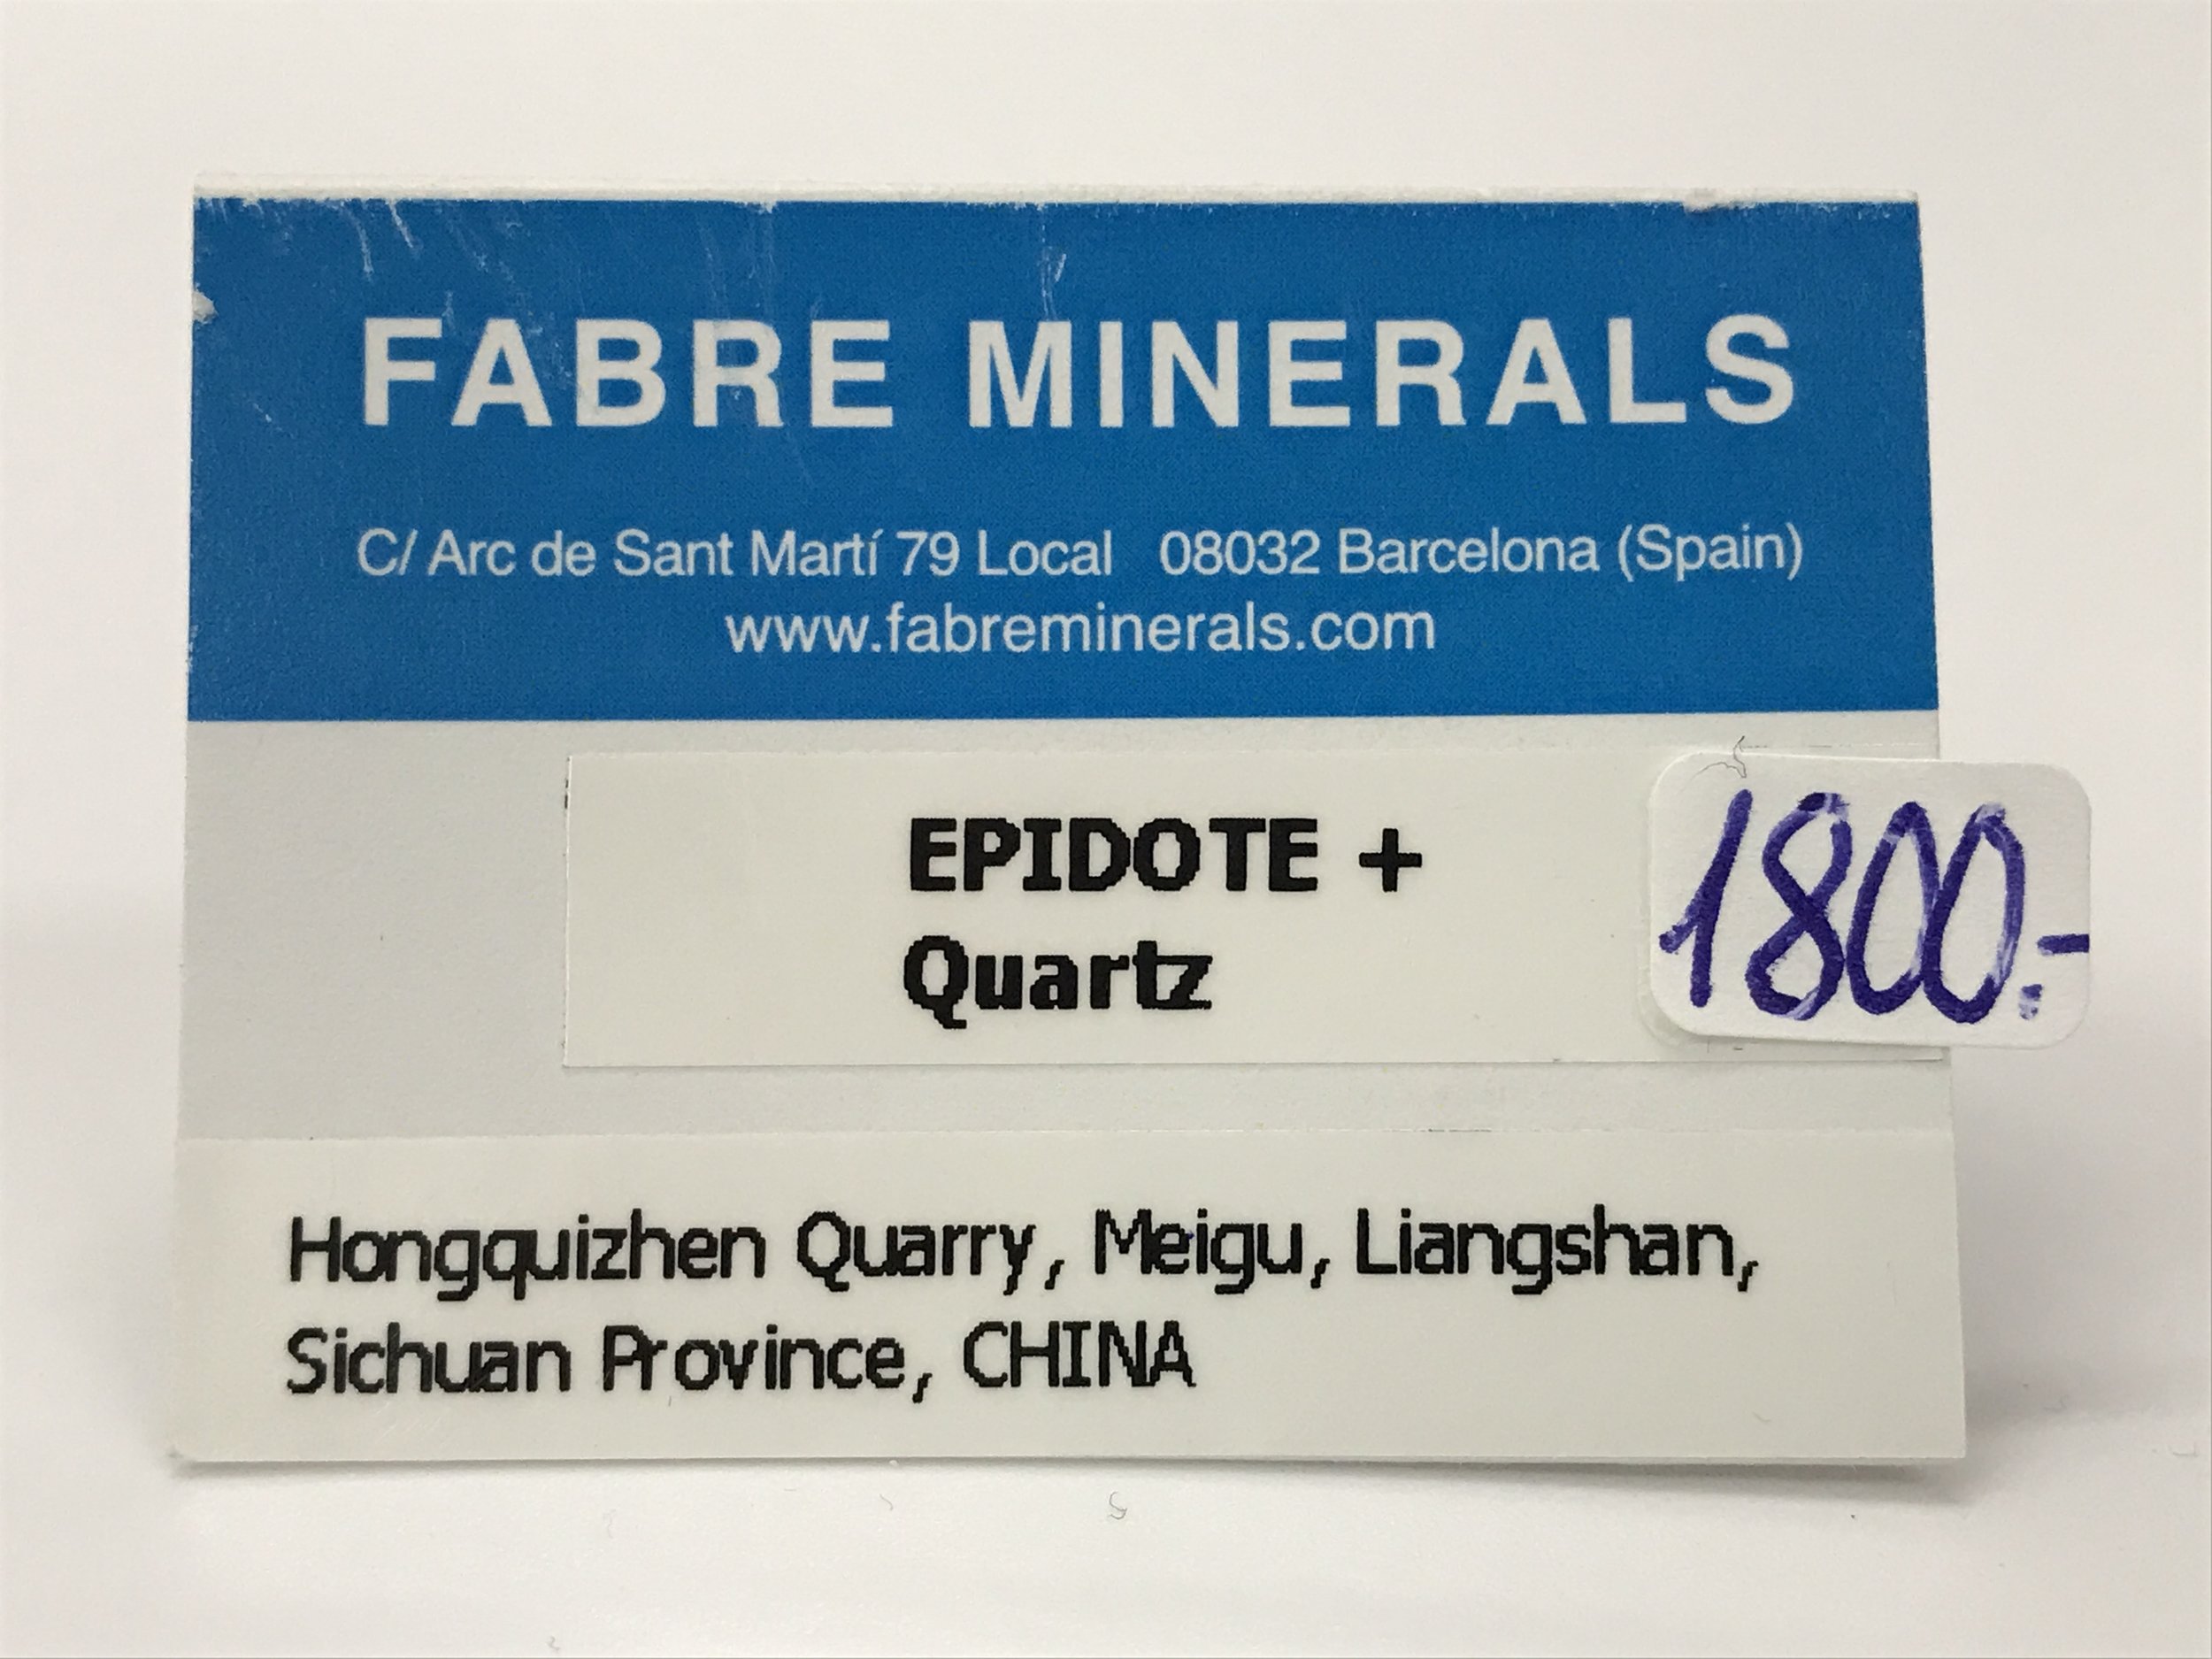 FABRE MINERALS
C/ Arc de Sant Martí 79 Local 08032 Barcelona (Spain)
www.fabreminerals.com
EPIDOTE +
Quartz
1800.-
Hongquizhen Quarry, Meigu, Liangshan,
Sichuan Province, CHINA